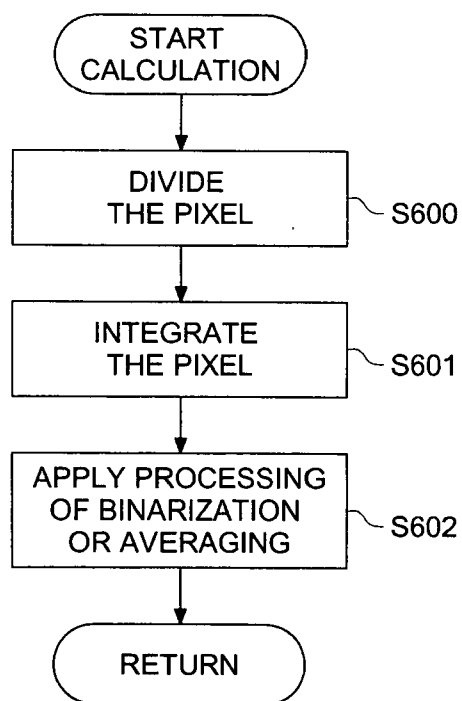 START
CALCULATION
DIVIDE
THE PIXEL
S600
INTEGRATE
THE PIXEL
S601
APPLY PROCESSING
OF BINARIZATION
OR AVERAGING
S602
RETURN